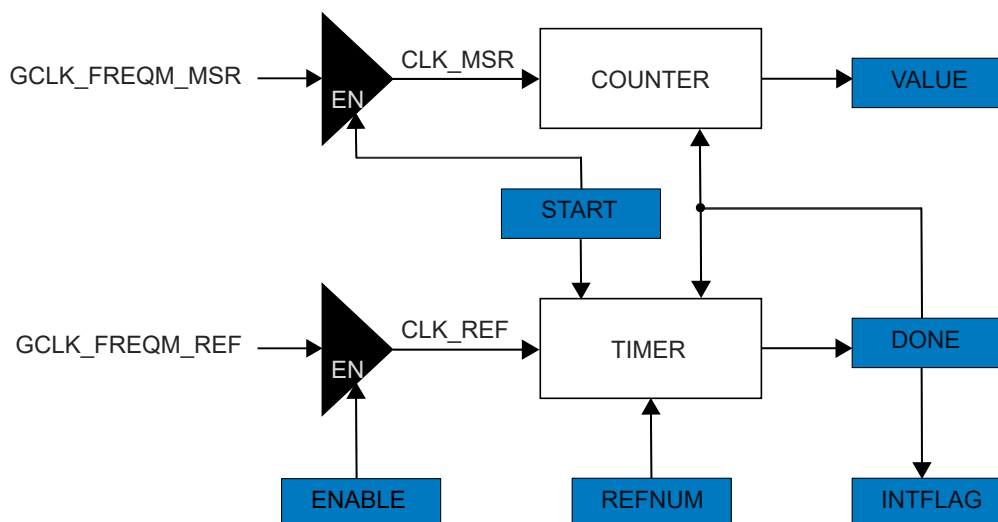 GCLK_FREQM_MSR
EN
CLK_MSR
COUNTER
VALUE
START
GCLK_FREQM_REF
EN
CLK_REF
TIMER
DONE
ENABLE
REFNUM
INTFLAG